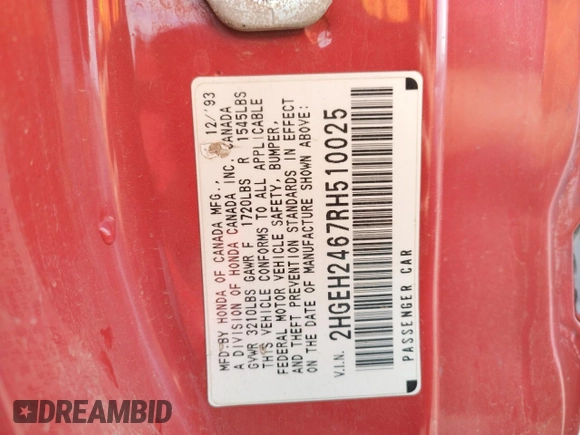 MFD.BY HONDA OF CANADA MFG., 12/'93
A DIVISION OF HONDA CANADA INC. CANADA
GVWR 3210LBS GAWR F 1720LBS R 1545LBS
THIS VEHICLE CONFORMS TO ALL APPLICABLE
FEDERAL MOTOR VEHICLE SAFETY, BUMPER,
AND THEFT PREVENTION STANDARDS IN EFFECT
ON THE DATE OF MANUFACTURE SHOWN ABOVE:
V.I.N. 2HGEH2467RH510025
PASSENGER CAR
DREAMBID